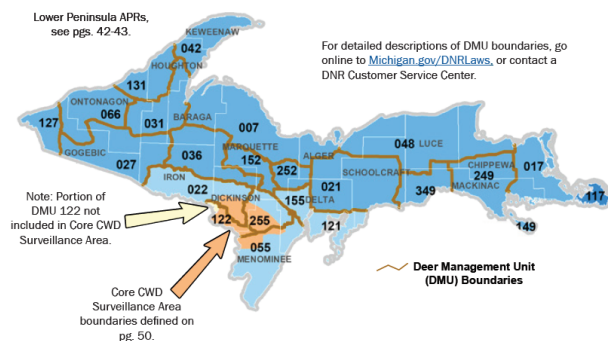 Lower Peninsula APRs,
see pgs. 42-43.
For detailed descriptions of DMU boundaries, go
online to Michigan.gov/DNRLaws, or contact a
DNR Customer Service Center.
KEWEENAW
042
HOUGHTON
131
ONTONAGON
066
031
BARAGA
127
GOGEBIC
027
036
007
MARQUETTE
152
252
ALGER
048
LUCE
SCHOOLCRAFT
021
349
CHIPPEWA
249
MACKINAC
017
117
149
IRON
022
DICKINSON
155
DELTA
121
122
255
055
MENOMINEE
Note: Portion of
DMU 122 not
included in Core CWD
Surveillance Area.
Core CWD
Surveillance Area
boundaries defined on
pg. 50.
Deer Management Unit
(DMU) Boundaries